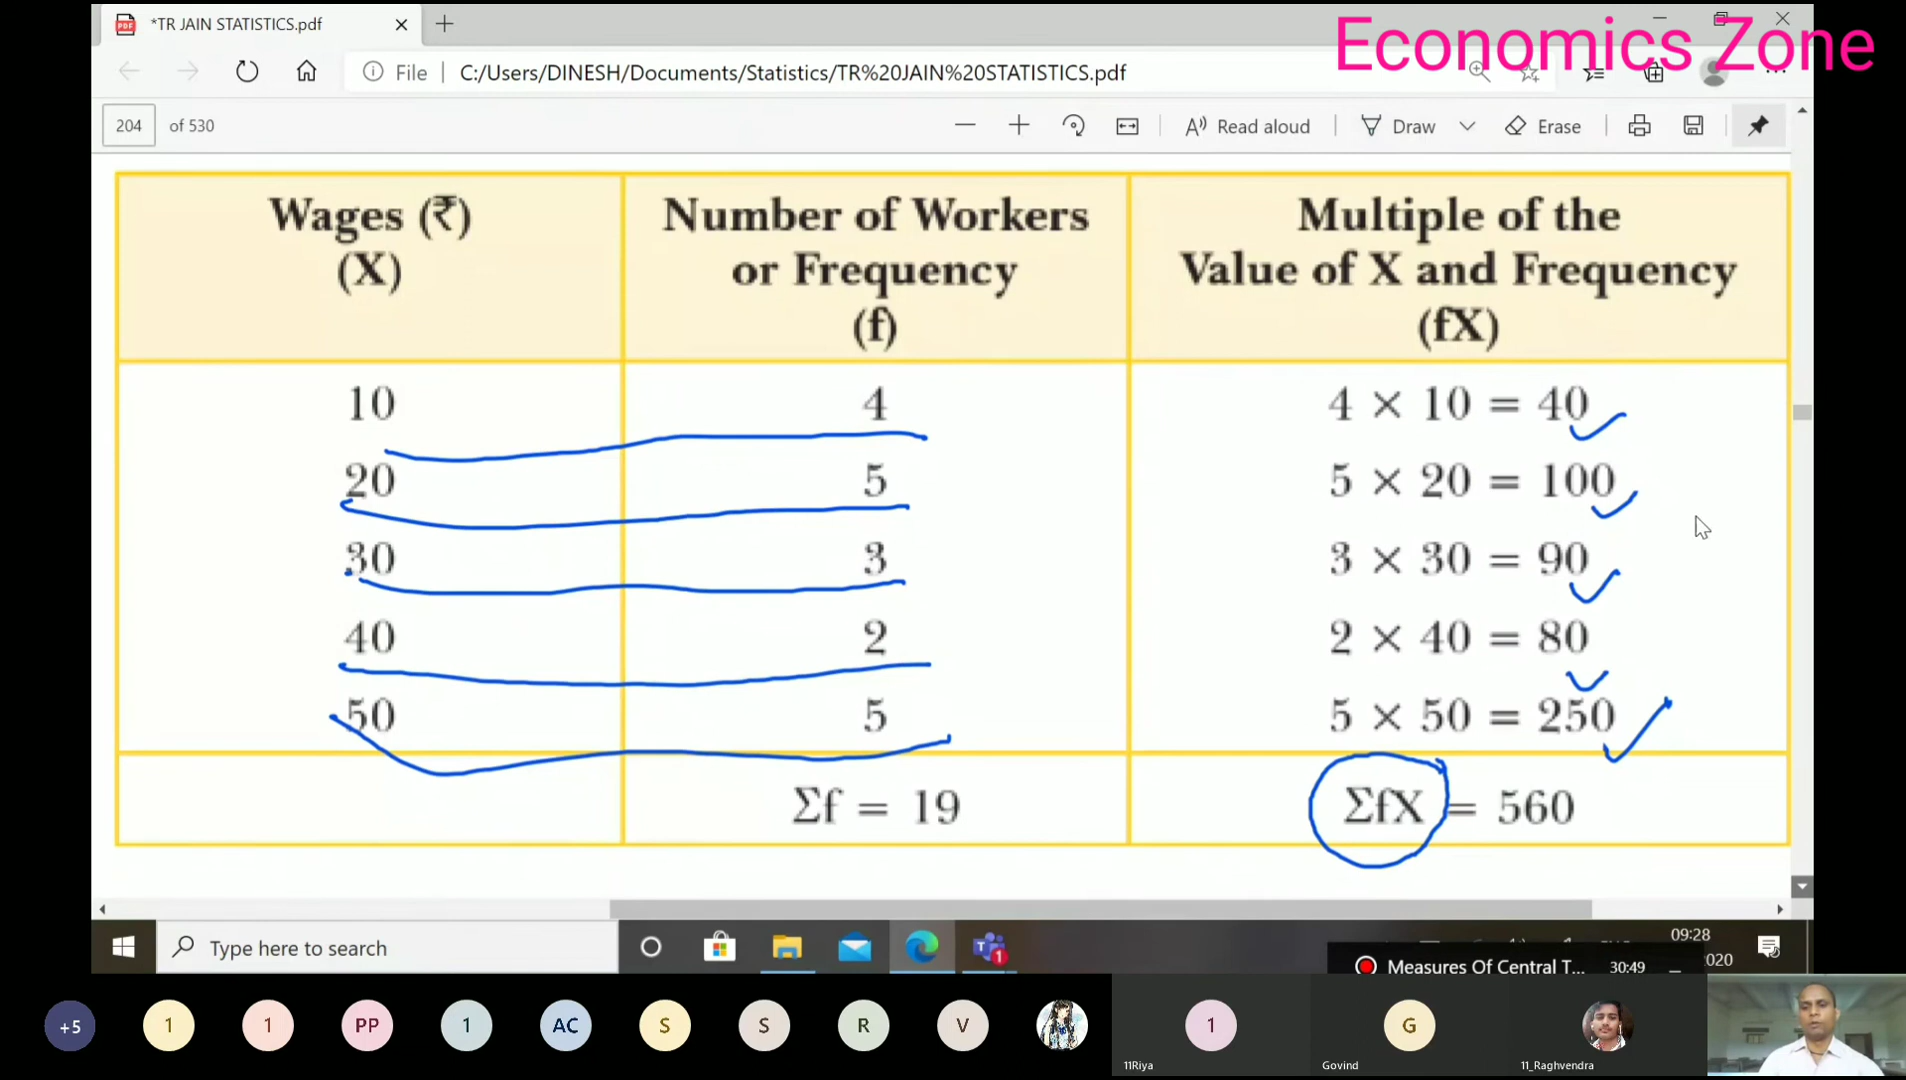 *TR JAIN STATISTICS.pdf
Economics Zone
File C:/Users/DINESH/Documents/Statistics/TR%20JAIN%20STATISTICS.pdf
204 of 530
Read aloud Draw Erase
Wages (₹) (X)
Number of Workers or Frequency (f)
Multiple of the Value of X and Frequency (fX)
10 4 4 × 10 = 40
20 5 5 × 20 = 100
30 3 3 × 30 = 90
40 2 2 × 40 = 80
50 5 5 × 50 = 250
Σf = 19 ΣfX = 560
Type here to search
1
09:28
2020
Measures Of Central T... 30:49
+5 1 1 PP 1 AC S S R V 1 G
11Riya Govind 11_Raghvendra